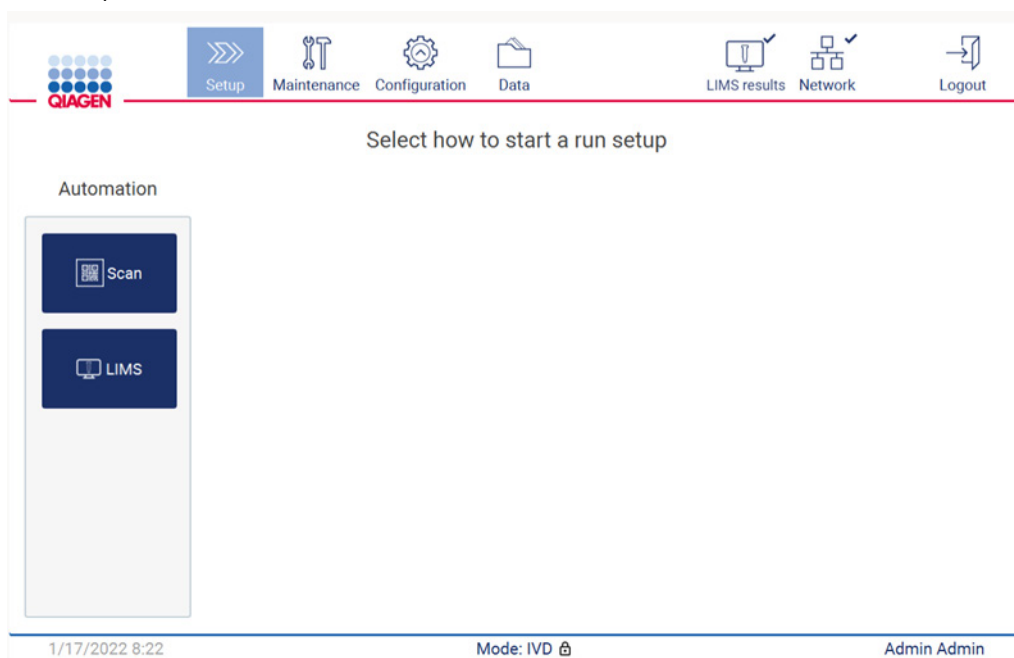 QIAGEN
Setup
Maintenance
Configuration
Data
LIMS results
Network
Logout
Select how to start a run setup
Automation
Scan
LIMS
1/17/2022 8:22
Mode: IVD
Admin Admin